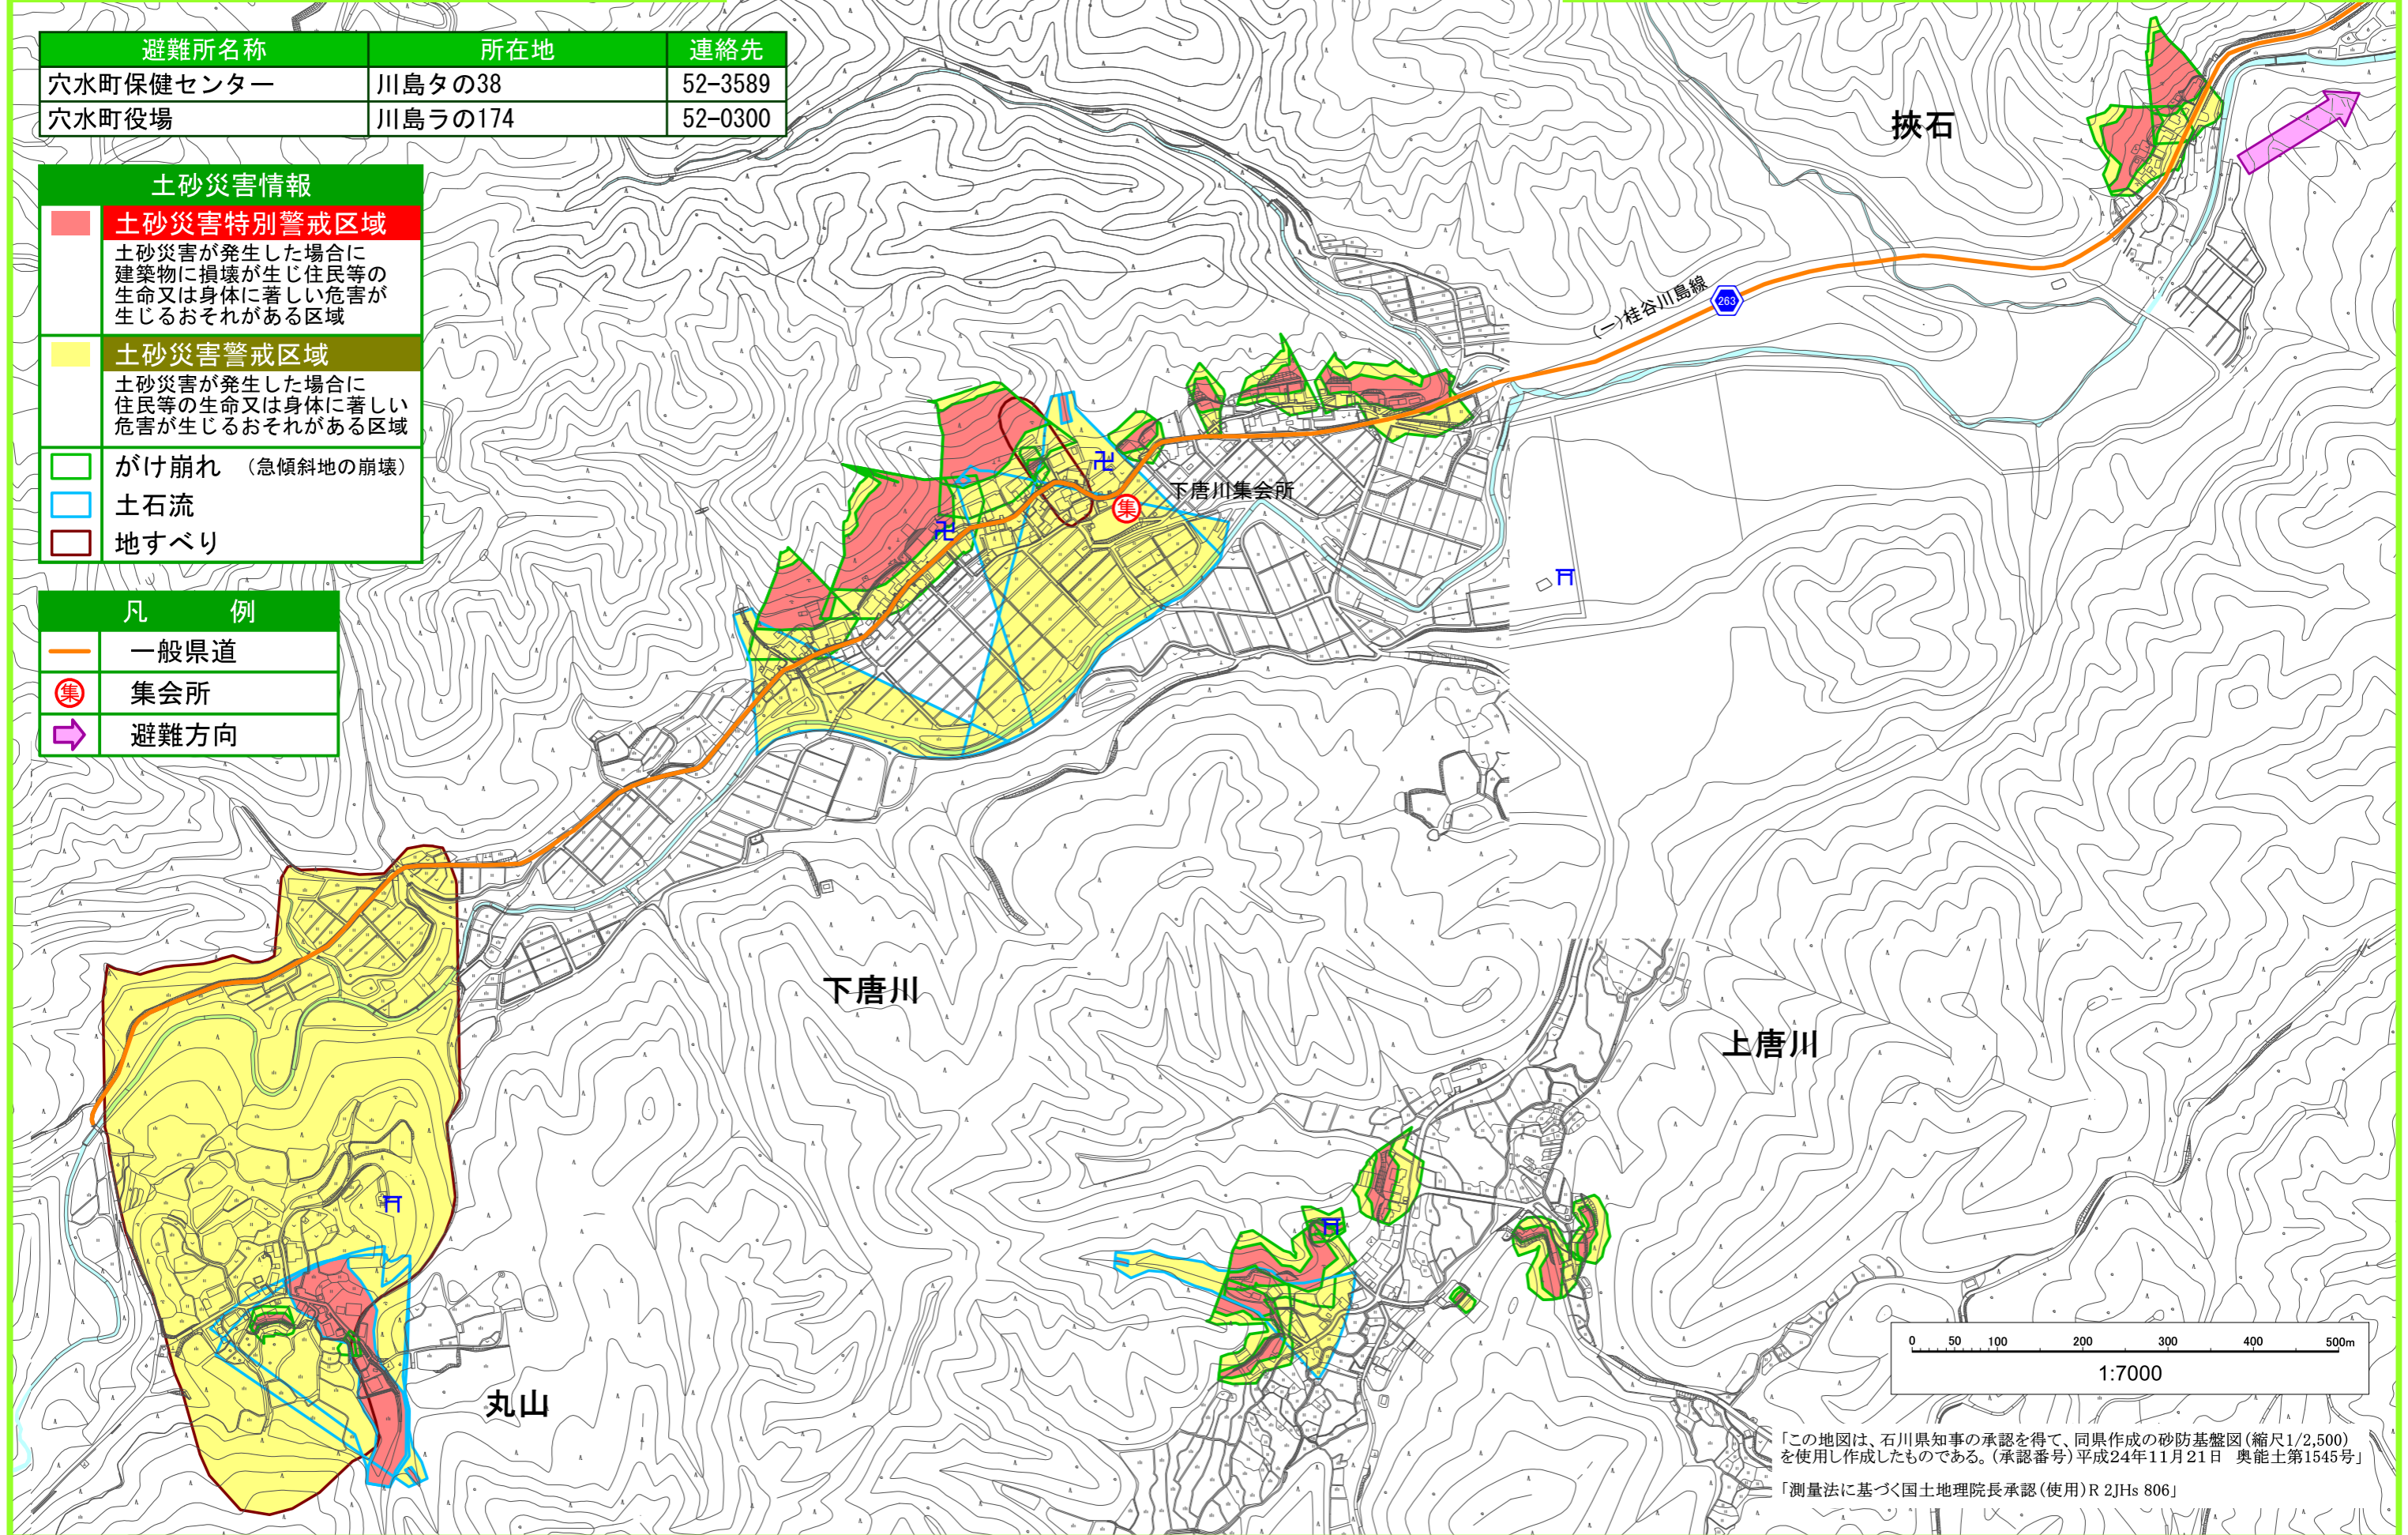 避難所名称 所在地 連絡先
穴水町保健センター 川島タの38 52-3589
穴水町役場 川島ラの174 52-0300
土砂災害情報
土砂災害特別警戒区域
土砂災害が発生した場合に
建築物に損壊が生じ住民等の
生命又は身体に著しい危害が
生じるおそれがある区域
土砂災害警戒区域
土砂災害が発生した場合に
住民等の生命又は身体に著しい
危害が生じるおそれがある区域
がけ崩れ （急傾斜地の崩壊）
土石流
地すべり
凡 例
一般県道
集 集会所
避難方向
挾石
(一)桂谷川島線
263
下唐川集会所
集
下唐川
上唐川
丸山
0 50 100 200 300 400 500m
1:7000
「この地図は、石川県知事の承認を得て、同県作成の砂防基盤図(縮尺1/2,500)
を使用し作成したものである。(承認番号)平成24年11月21日 奥能土第1545号」
「測量法に基づく国土地理院長承認(使用)R 2JHs 806」